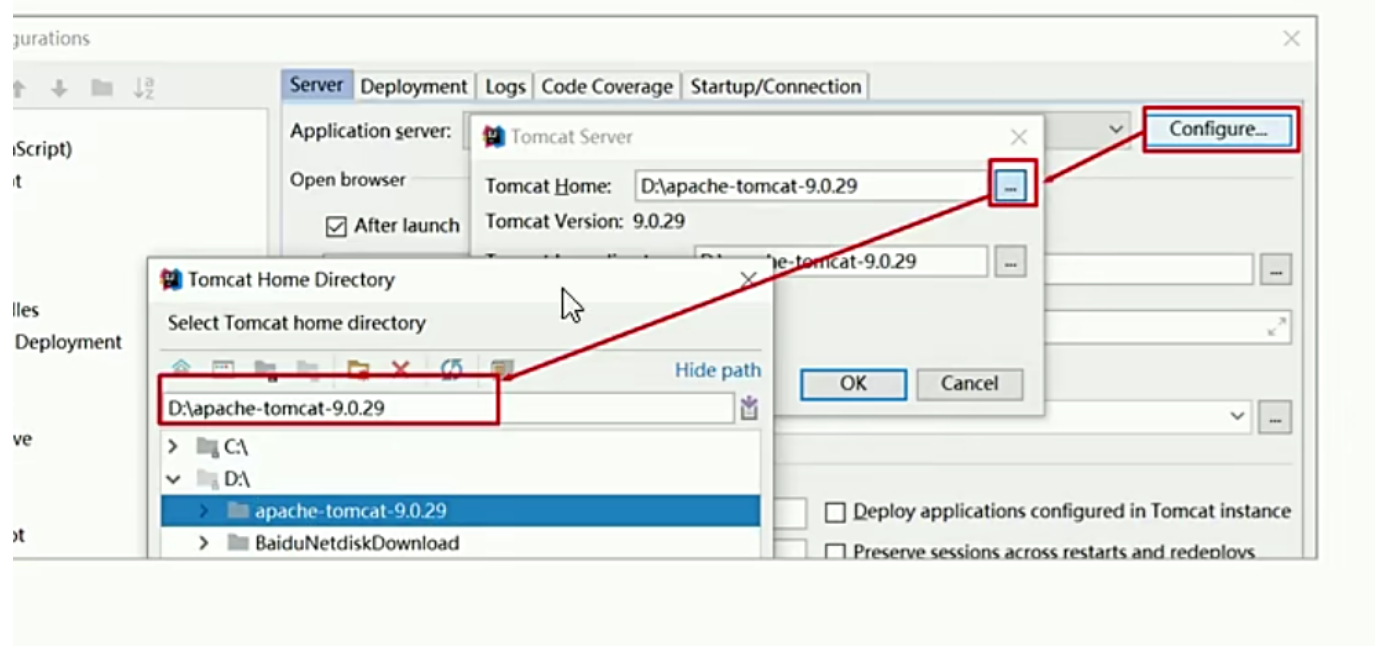 gurations
Server Deployment Logs Code Coverage Startup/Connection
Application server:
Configure...
Tomcat Server
Script)
Open browser
Tomcat Home: D:\apache-tomcat-9.0.29 ...
After launch
Tomcat Version: 9.0.29
he-tomcat-9.0.29 ...
...
Tomcat Home Directory
Select Tomcat home directory
Deployment
Hide path
OK Cancel
D:\apache-tomcat-9.0.29
...
C:\
D:\
apache-tomcat-9.0.29
Deploy applications configured in Tomcat instance
BaiduNetdiskDownload
Preserve sessions across restarts and redeploys